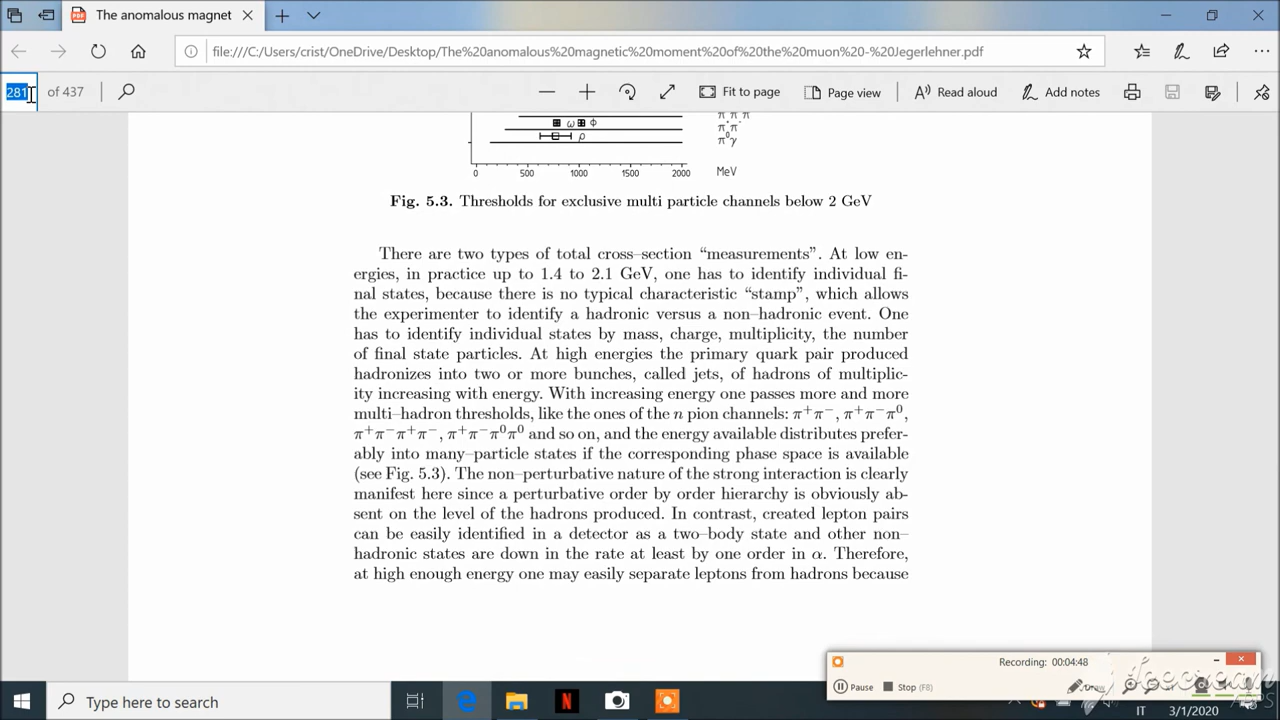 The anomalous magnet
file:///C:/Users/crist/OneDrive/Desktop/The%20anomalous%20magnetic%20moment%20of%20the%20muon%20-%20Jegerlehner.pdf
281 of 437
Fit to page
Page view
Read aloud
Add notes
π π π
ω ϕ π π
ρ π⁰γ
0 500 1000 1500 2000 MeV
Fig. 5.3. Thresholds for exclusive multi particle channels below 2 GeV
There are two types of total cross–section “measurements”. At low en-
ergies, in practice up to 1.4 to 2.1 GeV, one has to identify individual fi-
nal states, because there is no typical characteristic “stamp”, which allows
the experimenter to identify a hadronic versus a non–hadronic event. One
has to identify individual states by mass, charge, multiplicity, the number
of final state particles. At high energies the primary quark pair produced
hadronizes into two or more bunches, called jets, of hadrons of multiplic-
ity increasing with energy. With increasing energy one passes more and more
multi–hadron thresholds, like the ones of the n pion channels: π⁺π⁻, π⁺π⁻π⁰,
π⁺π⁻π⁺π⁻, π⁺π⁻π⁰π⁰ and so on, and the energy available distributes prefer-
ably into many–particle states if the corresponding phase space is available
(see Fig. 5.3). The non–perturbative nature of the strong interaction is clearly
manifest here since a perturbative order by order hierarchy is obviously ab-
sent on the level of the hadrons produced. In contrast, created lepton pairs
can be easily identified in a detector as a two–body state and other non–
hadronic states are down in the rate at least by one order in α. Therefore,
at high enough energy one may easily separate leptons from hadrons because
Recording: 00:04:48
Pause
Stop (F8)
Draw
Type here to search
IT
3/1/2020